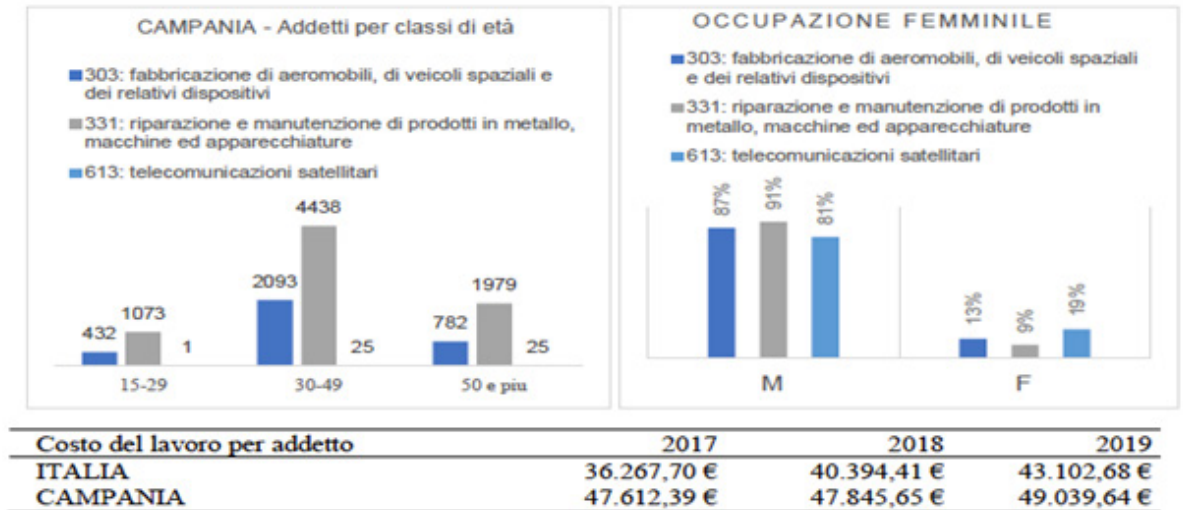 CAMPANIA - Addetti per classi di età
303: fabbricazione di aeromobili, di veicoli spaziali e
dei relativi dispositivi
331: riparazione e manutenzione di prodotti in metallo,
macchine ed apparecchiature
613: telecomunicazioni satellitari
4438
2093
1979
1073
782
432
1
25
25
15-29
30-49
50 e piu
OCCUPAZIONE FEMMINILE
303: fabbricazione di aeromobili, di veicoli spaziali
e dei relativi dispositivi
331: riparazione e manutenzione di prodotti in
metallo, macchine ed apparecchiature
613: telecomunicazioni satellitari
87%
91%
81%
13%
9%
19%
M
F
Costo del lavoro per addetto 2017 2018 2019
ITALIA 36.267,70 € 40.394,41 € 43.102,68 €
CAMPANIA 47.612,39 € 47.845,65 € 49.039,64 €